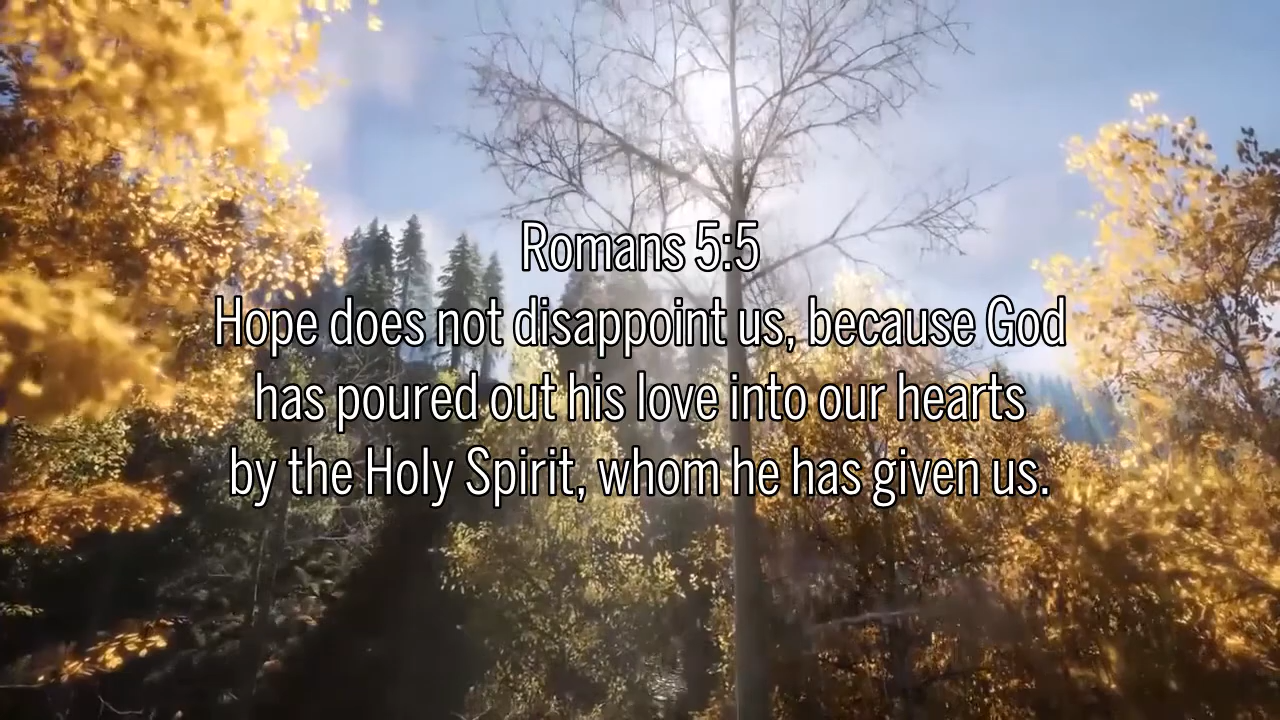 Romans 5:5
Hope does not disappoint us, because God
has poured out his love into our hearts
by the Holy Spirit, whom he has given us.